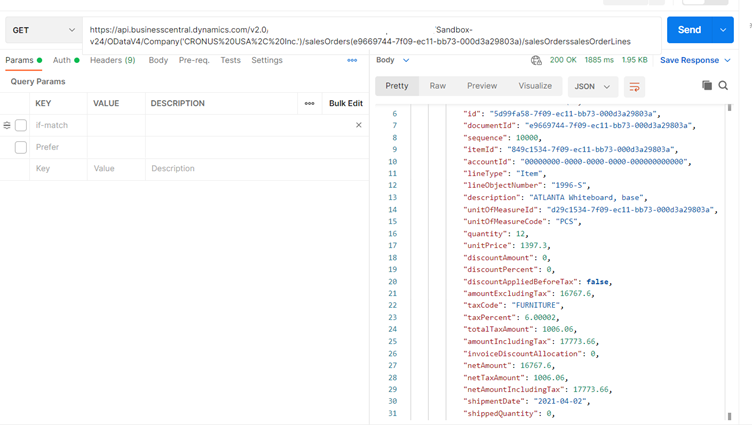 GET
https://api.businesscentral.dynamics.com/v2.0/
Sandbox-
v24/ODataV4/Company('CRONUS%20USA%2C%20Inc.')/salesOrders(e9669744-7f09-ec11-bb73-000d3a29803a)/salesOrderssalesOrderLines
Send
Params
Auth
Headers (9)
Body
Pre-req.
Tests
Settings
Query Params
KEY
VALUE
DESCRIPTION
Bulk Edit
if-match
Prefer
Key
Value
Description
Body
200 OK
1885 ms
1.95 KB
Save Response
Pretty
Raw
Preview
Visualize
JSON
6 "id": "5d99fa58-7f09-ec11-bb73-000d3a29803a",
7 "documentId": "e9669744-7f09-ec11-bb73-000d3a29803a",
8 "sequence": 10000,
9 "itemId": "849c1534-7f09-ec11-bb73-000d3a29803a",
10 "accountId": "00000000-0000-0000-0000-000000000000",
11 "lineType": "Item",
12 "lineObjectNumber": "1996-S",
13 "description": "ATLANTA Whiteboard, base",
14 "unitOfMeasureId": "d29c1534-7f09-ec11-bb73-000d3a29803a",
15 "unitOfMeasureCode": "PCS",
16 "quantity": 12,
17 "unitPrice": 1397.3,
18 "discountAmount": 0,
19 "discountPercent": 0,
20 "discountAppliedBeforeTax": false,
21 "amountExcludingTax": 16767.6,
22 "taxCode": "FURNITURE",
23 "taxPercent": 6.00002,
24 "totalTaxAmount": 1006.06,
25 "amountIncludingTax": 17773.66,
26 "invoiceDiscountAllocation": 0,
27 "netAmount": 16767.6,
28 "netTaxAmount": 1006.06,
29 "netAmountIncludingTax": 17773.66,
30 "shipmentDate": "2021-04-02",
31 "shippedQuantity": 0,